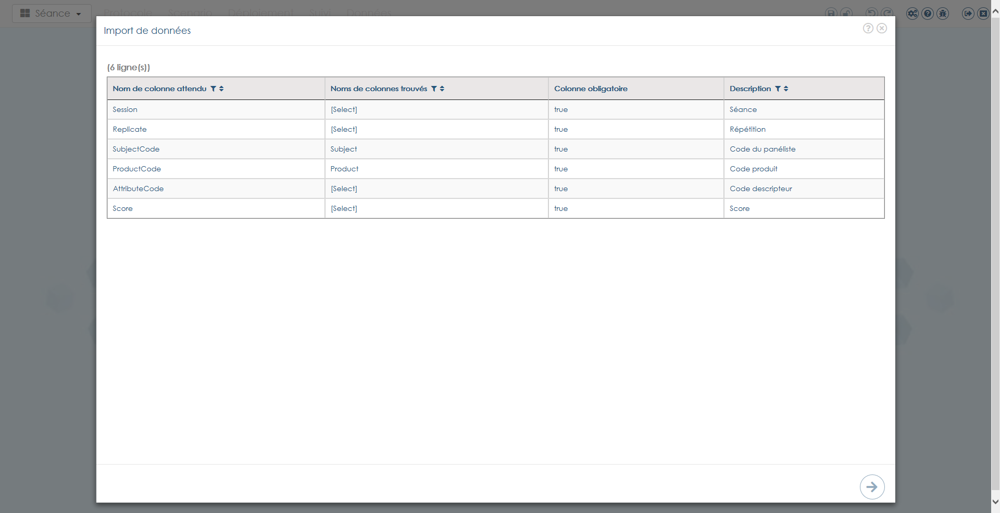 Séance
Protocole Scenario Déploiement Suivi Données
Import de données
(6 ligne(s))
Nom de colonne attendu Noms de colonnes trouvés Colonne obligatoire Description
Session [Select] true Séance
Replicate [Select] true Répétition
SubjectCode Subject true Code du panéliste
ProductCode Product true Code produit
AttributeCode [Select] true Code descripteur
Score [Select] true Score